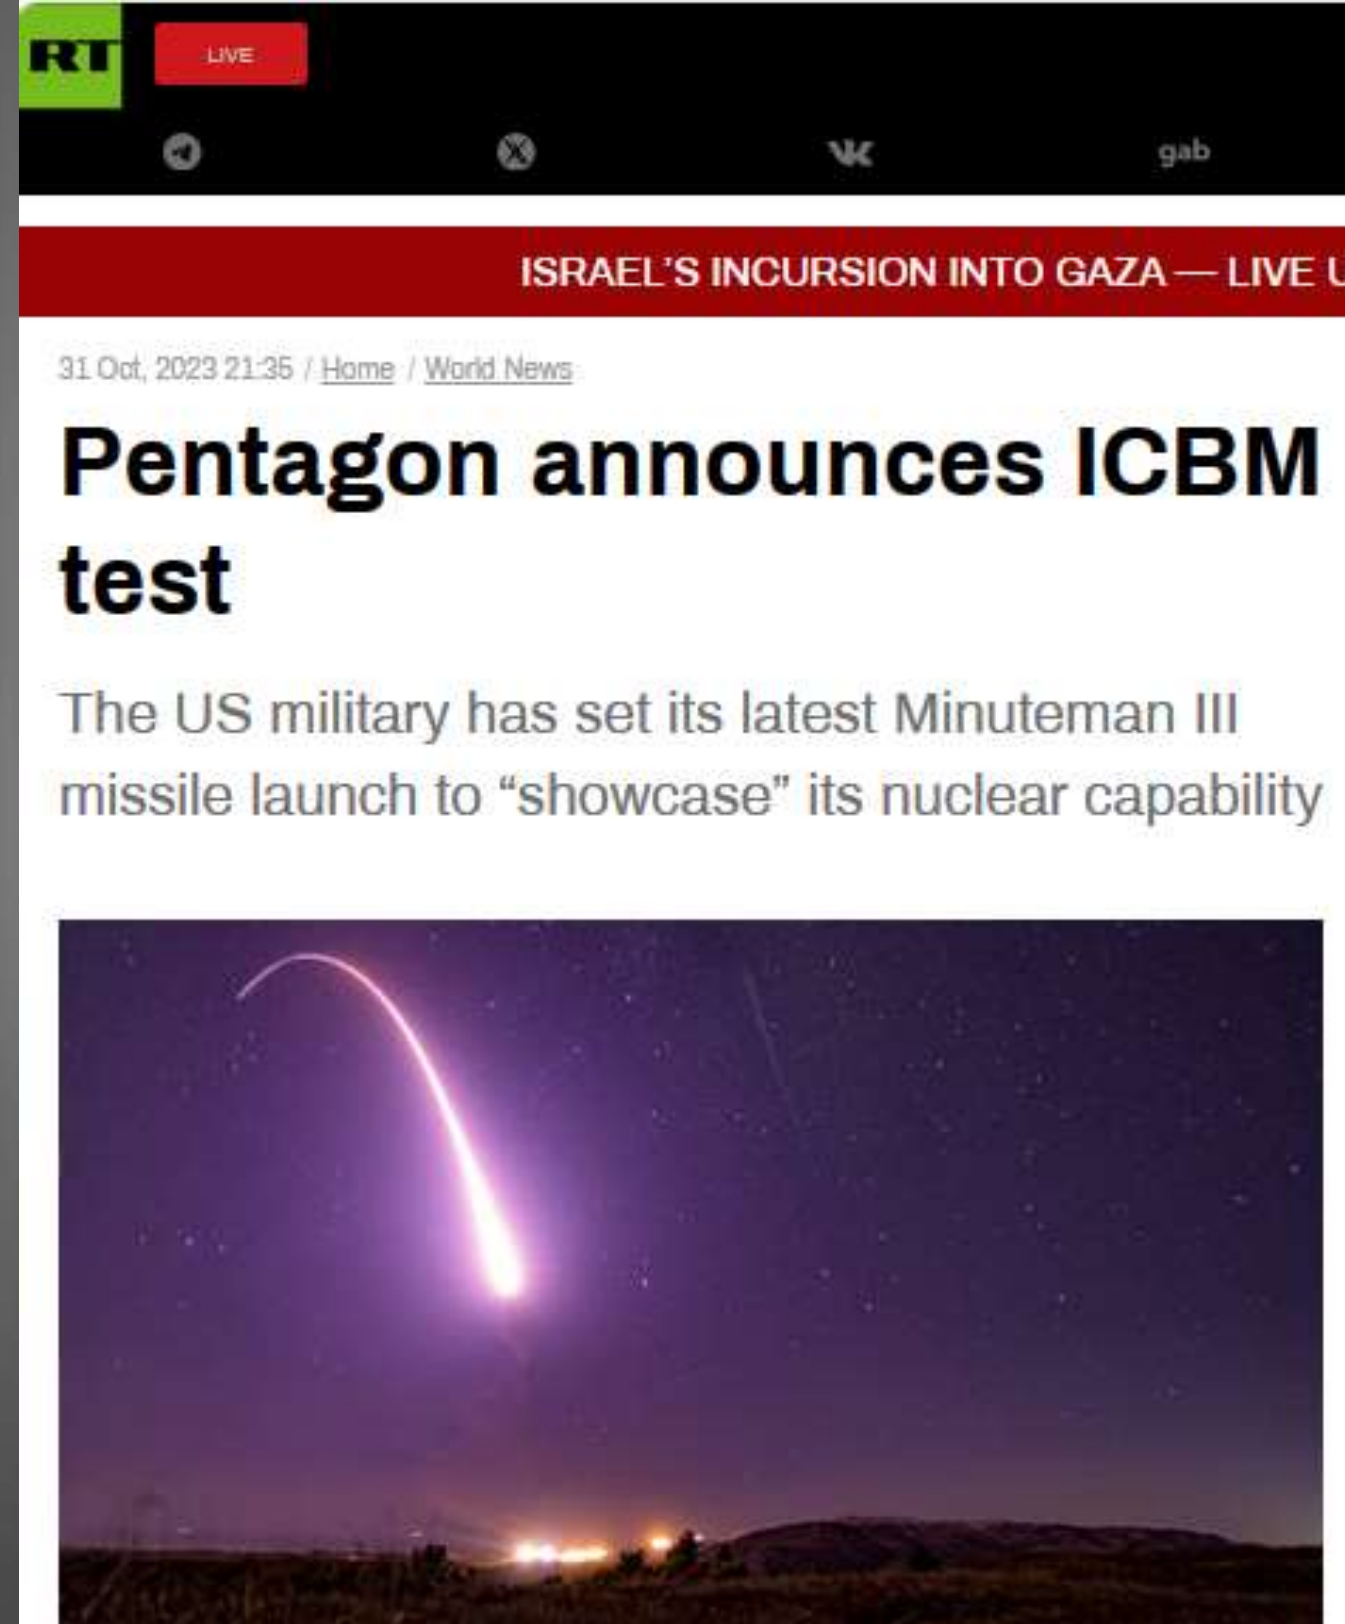 RT
LIVE
gab
ISRAEL'S INCURSION INTO GAZA — LIVE U
31 Oct, 2023 21:35 / Home / World News
Pentagon announces ICBM
test
The US military has set its latest Minuteman III
missile launch to “showcase” its nuclear capability